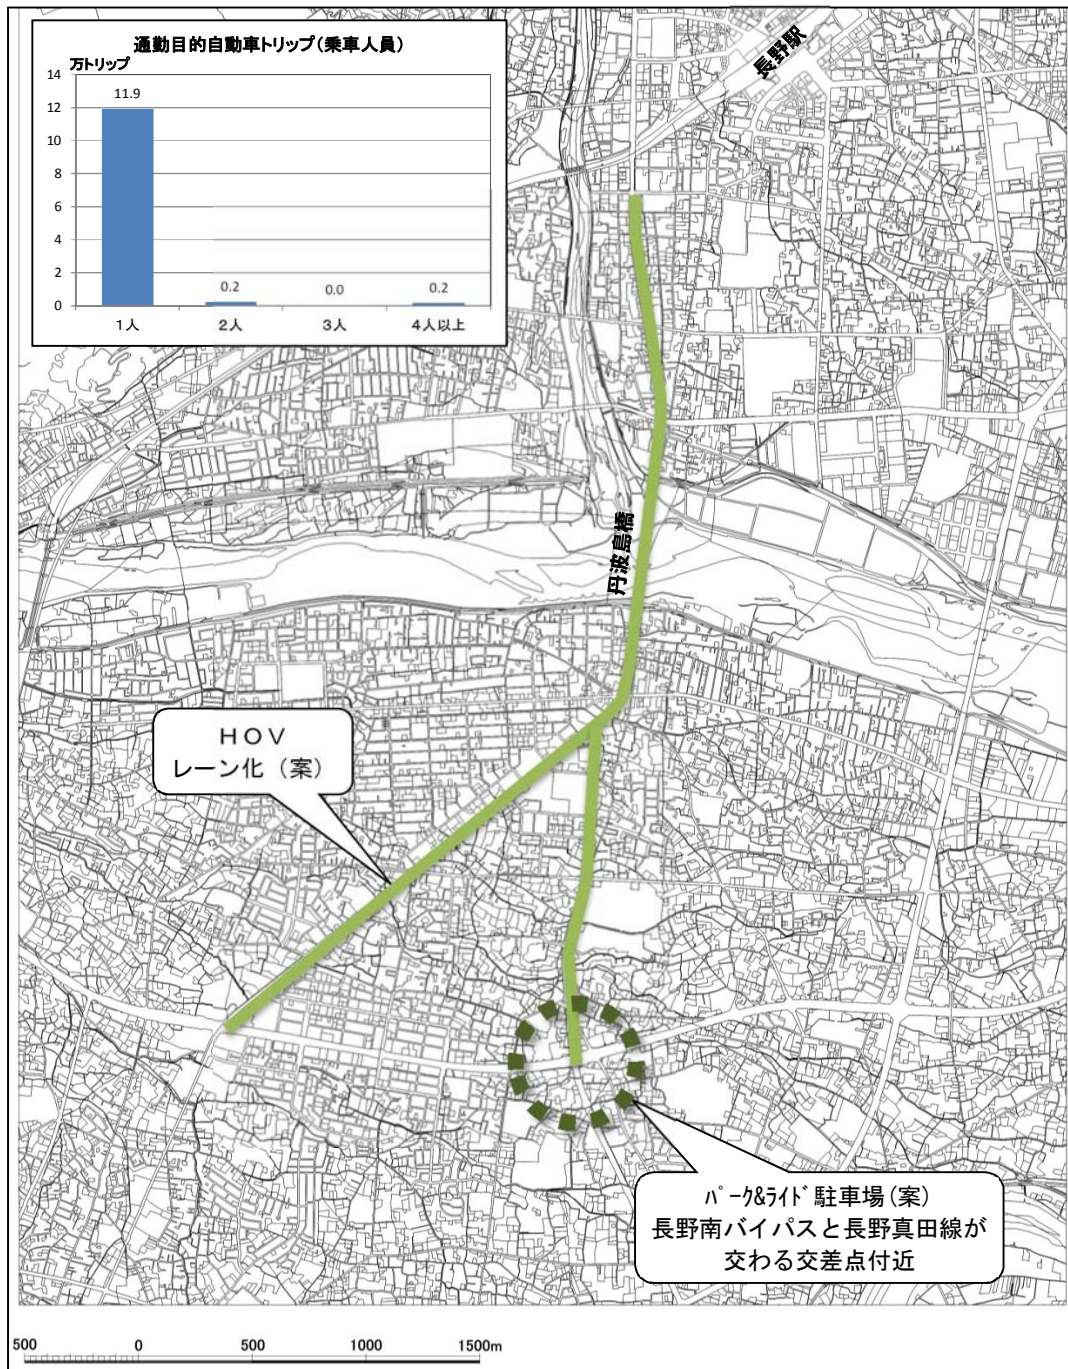 通勤目的自動車トリップ(乗車人員)
万トリップ
14
12
10
8
6
4
2
0
11.9
0.2
0.0
0.2
1人
2人
3人
4人以上
長野駅
丹波島橋
HOV
レーン化(案)
パーク&ライド駐車場(案)
長野南バイパスと長野真田線が
交わる交差点付近
500 0 500 1000 1500m